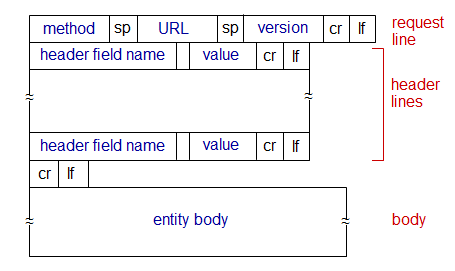 method sp URL sp version cr lf request line
header field name value cr lf
header lines
header field name value cr lf
cr lf
entity body body